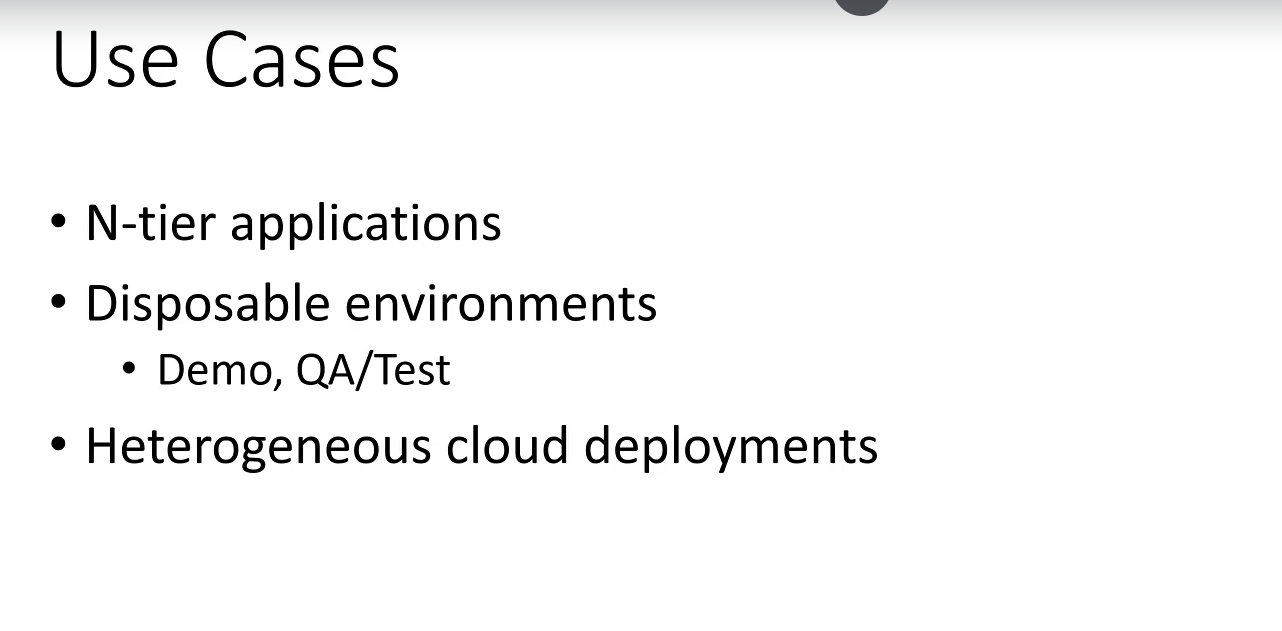 Use Cases
• N-tier applications
• Disposable environments
• Demo, QA/Test
• Heterogeneous cloud deployments